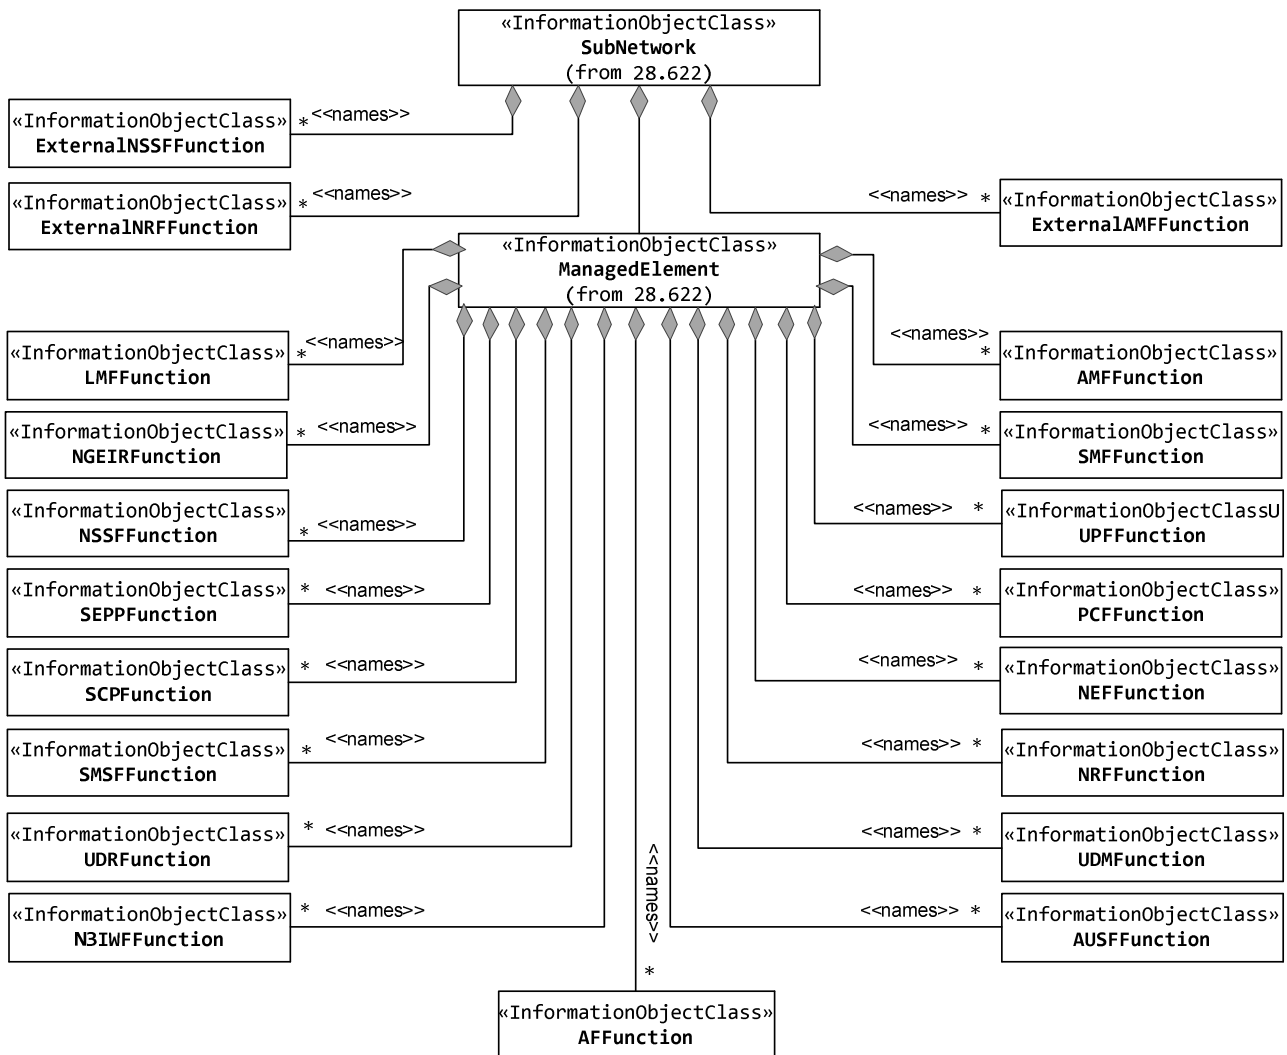 «InformationObjectClass»
SubNetwork
(from 28.622)
«InformationObjectClass»
ExternalNSSFFunction
* <<names>>
«InformationObjectClass»
ExternalNRFFunction
* <<names>>
<<names>> *
«InformationObjectClass»
ExternalAMFFunction
«InformationObjectClass»
ManagedElement
(from 28.622)
«InformationObjectClass»
LMFFunction
* <<names>>
<<names>>
*
«InformationObjectClass»
AMFFunction
«InformationObjectClass»
NGEIRFunction
* <<names>>
<<names>> *
«InformationObjectClass»
SMFFunction
«InformationObjectClass»
NSSFFunction
* <<names>>
<<names>> *
«InformationObjectClassU
UPFFunction
«InformationObjectClass»
SEPPFunction
* <<names>>
<<names>> *
«InformationObjectClass»
PCFFunction
«InformationObjectClass»
SCPFunction
* <<names>>
<<names>> *
«InformationObjectClass»
NEFFunction
«InformationObjectClass»
SMSFFunction
* <<names>>
<<names>> *
«InformationObjectClass»
NRFFunction
«InformationObjectClass»
UDRFunction
* <<names>>
<<names>> *
«InformationObjectClass»
UDMFunction
«InformationObjectClass»
N3IWFFunction
* <<names>>
<<names>> *
«InformationObjectClass»
AUSFFunction
<<names>>
*
«InformationObjectClass»
AFFunction